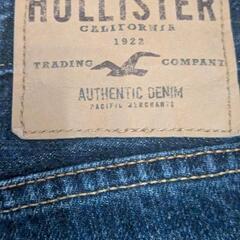 HOLLISTER
CALIFORNIA
1922
TRADING COMPANY
AUTHENTIC DENIM
PACIFIC MERCHANTS